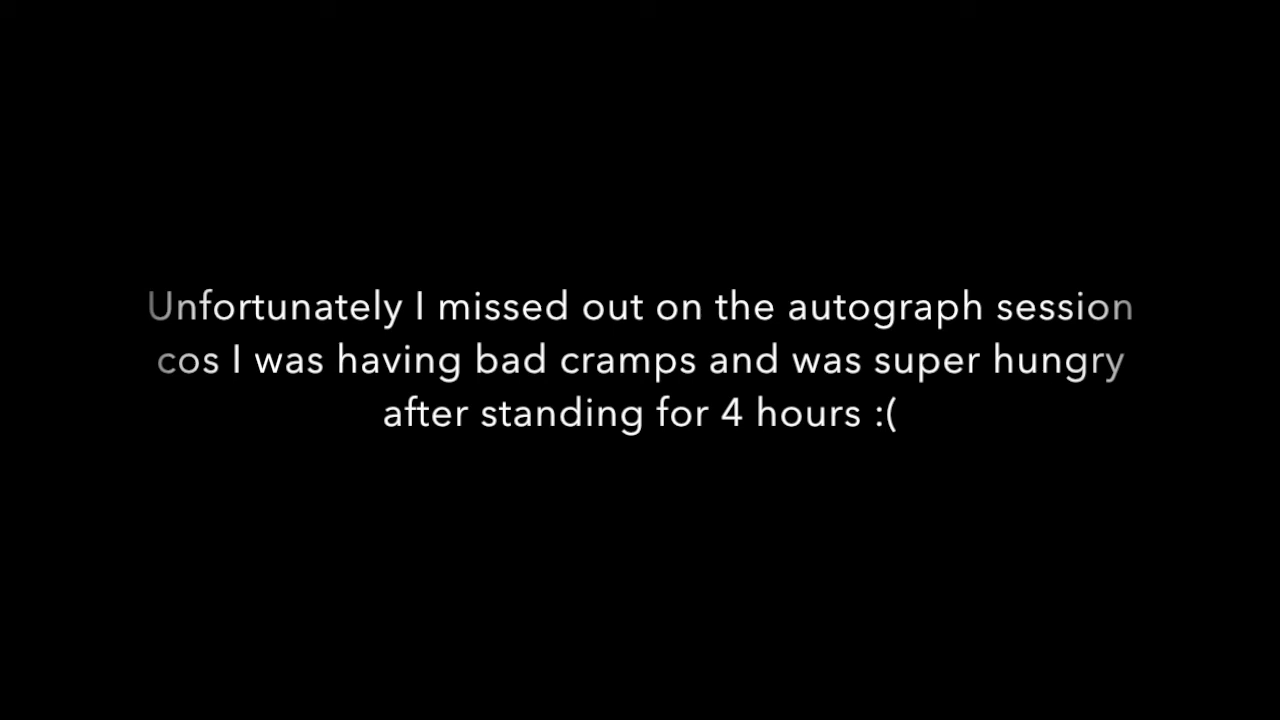 Unfortunately I missed out on the autograph session
cos I was having bad cramps and was super hungry
after standing for 4 hours :(